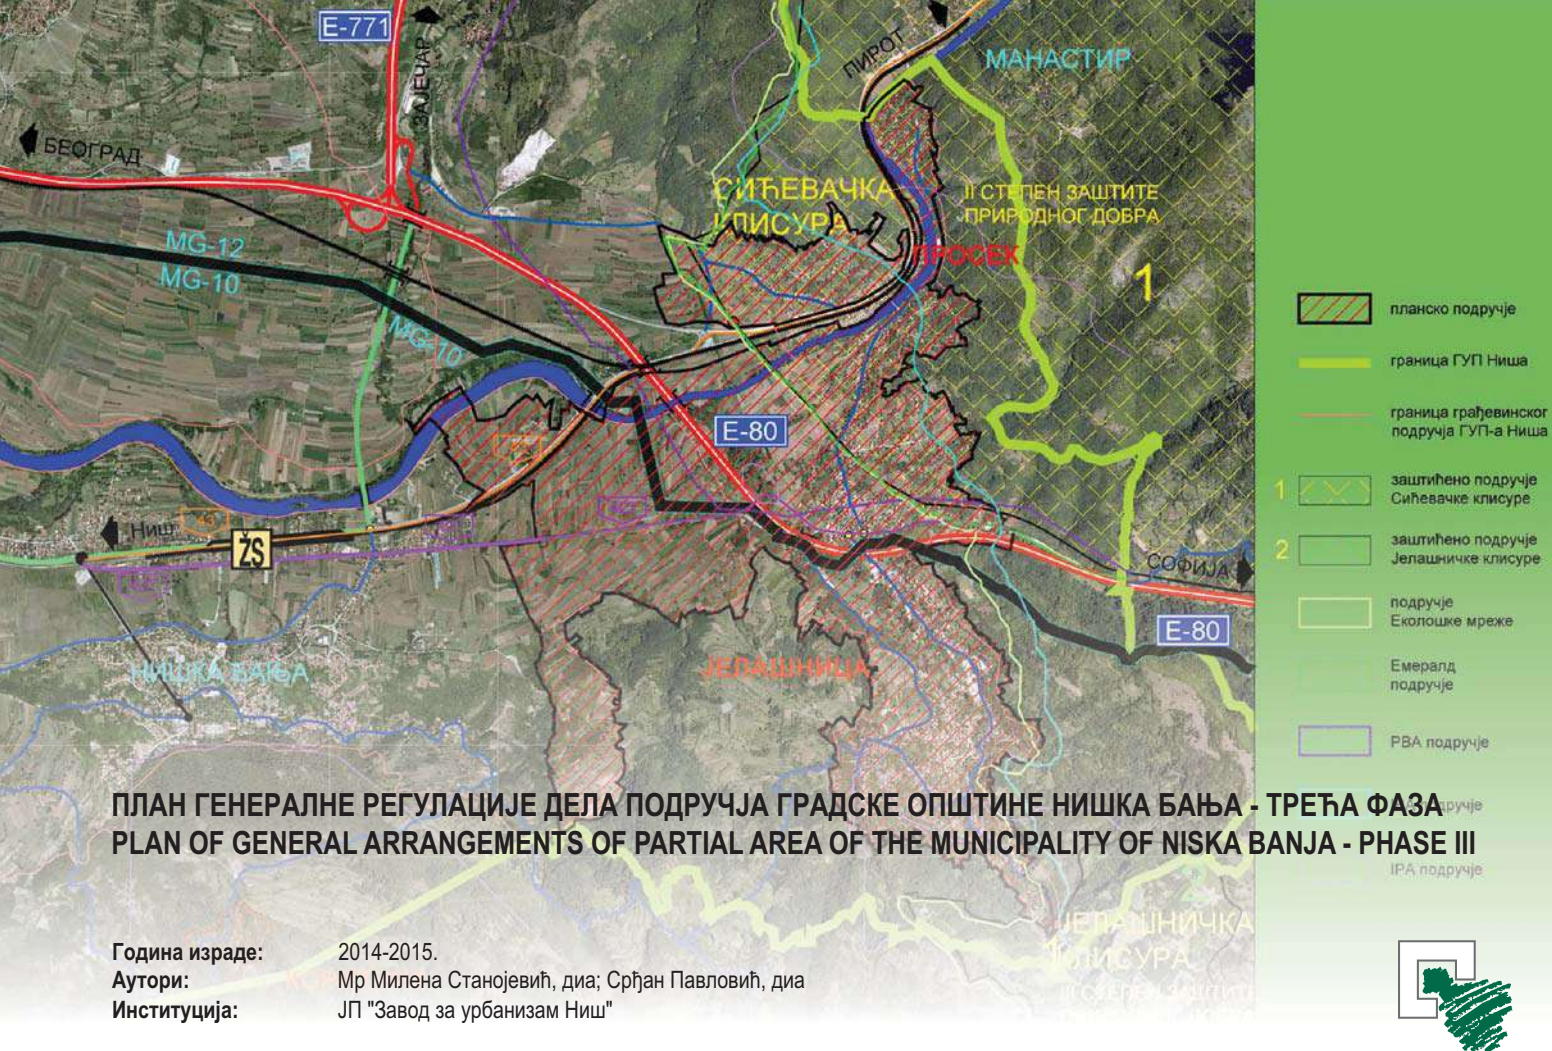 E-771
ЗАЈЕЧАР
ПИРОТ
МАНАСТИР
БЕОГРАД
СИЋЕВАЧКА
КЛИСУРА
II СТЕПЕН ЗАШТИТЕ
ПРИРОДНОГ ДОБРА
MG-12
MG-10
ПРОСЕК
1
MG-10
E-80
Ниш
ŽS
СОФИЈА
E-80
НИШКА БАЊА
ЈЕЛАШНИЦА
планско подручје
граница ГУП Ниша
граница грађевинског
подручја ГУП-а Ниша
1
заштићено подручје
Сићевачке клисуре
2
заштићено подручје
Јелашничке клисуре
подручје
Еколошке мреже
Емералд
подручје
РВА подручје
подручје
IPA подручје
ПЛАН ГЕНЕРАЛНЕ РЕГУЛАЦИЈЕ ДЕЛА ПОДРУЧЈА ГРАДСКЕ ОПШТИНЕ НИШКА БАЊА - ТРЕЋА ФАЗА
PLAN OF GENERAL ARRANGEMENTS OF PARTIAL AREA OF THE MUNICIPALITY OF NISKA BANJA - PHASE III
2
ЈЕЛАШНИЧКА
КЛИСУРА
II СТЕПЕН ЗАШТИТЕ
Година израде: 2014-2015.
Аутори: Мр Милена Станојевић, диа; Срђан Павловић, диа
Институција: ЈП "Завод за урбанизам Ниш"